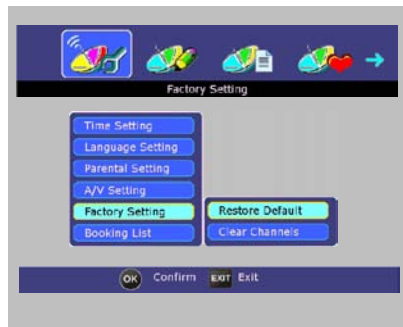 Factory Setting
Time Setting
Language Setting
Parental Setting
A/V Setting
Factory Setting
Restore Default
Booking List
Clear Channels
OK Confirm EXIT Exit